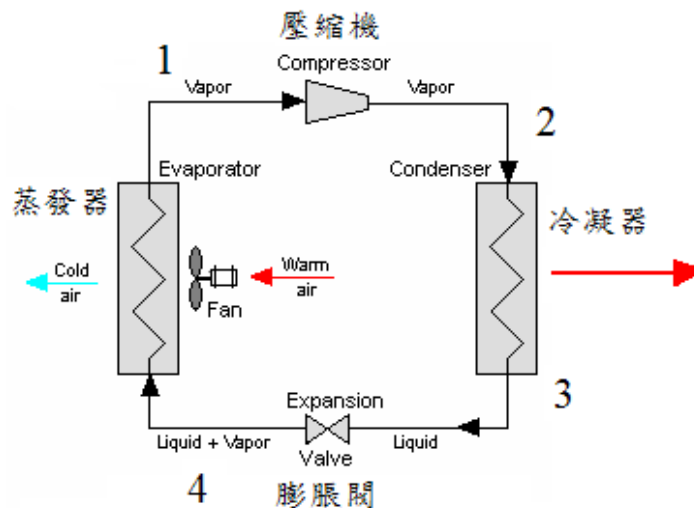 壓縮機
1
Compressor
Vapor
Vapor
2
Evaporator
Condenser
蒸發器
冷凝器
Cold
air
Warm
air
Fan
3
Expansion
Liquid + Vapor
Liquid
Valve
4
膨脹閥